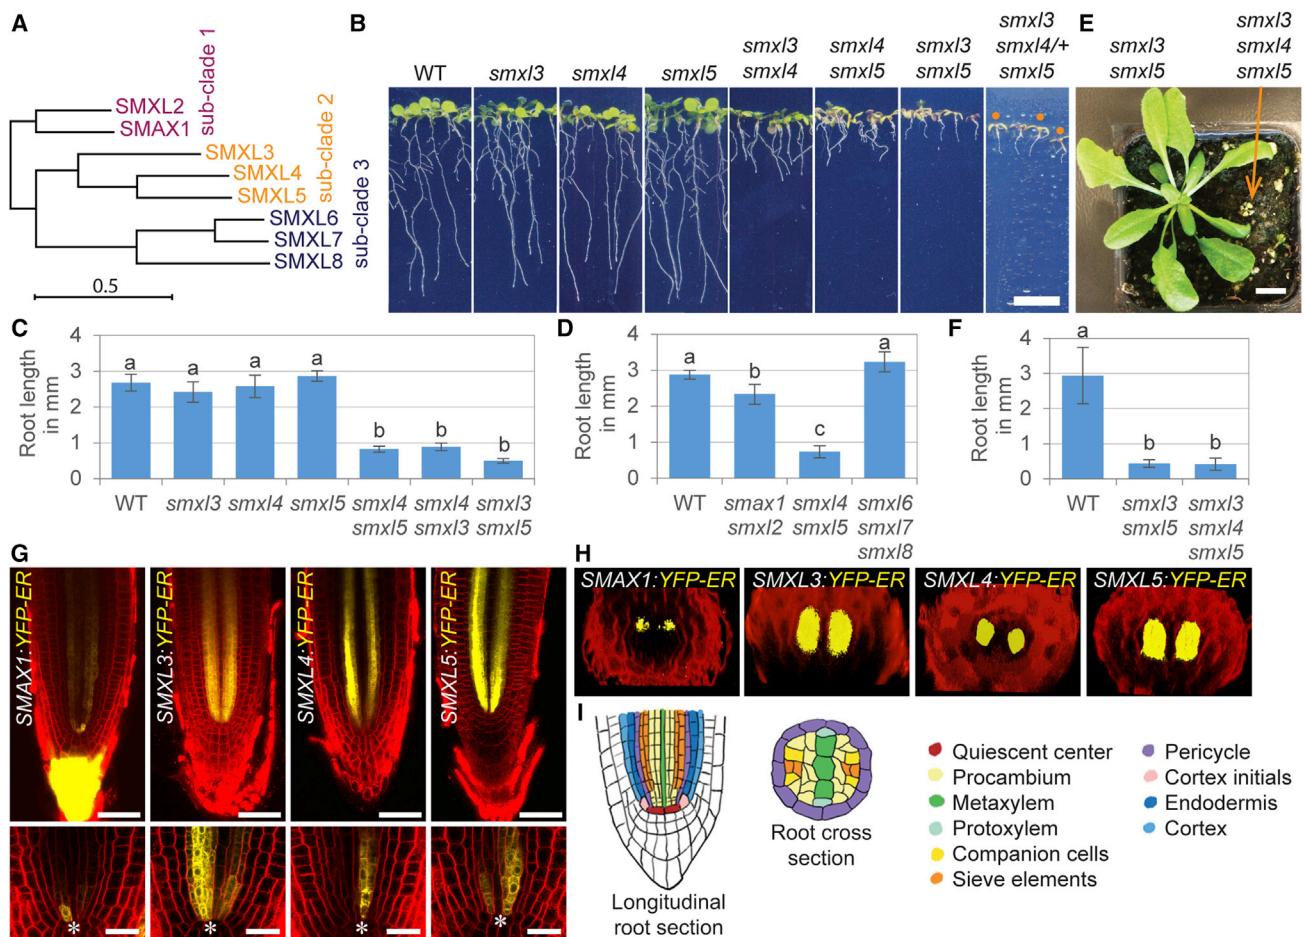 A
SMXL2
SMAX1
sub-clade 1
SMXL3
SMXL4
SMXL5
sub-clade 2
SMXL6
SMXL7
SMXL8
sub-clade 3
0.5
B
WT
smxl3
smxl4
smxl5
smxl3
smxl4
smxl4
smxl5
smxl3
smxl5
smxl3
smxl4/+
smxl5
E
smxl3
smxl5
smxl3
smxl4
smxl5
C
Root length
in mm
4
3
2
1
0
a
a
a
a
b
b
b
WT
smxl3
smxl4
smxl5
smxl4
smxl5
smxl4
smxl3
smxl3
smxl5
D
Root length
in mm
4
3
2
1
0
a
b
c
a
WT
smax1
smxl2
smxl4
smxl5
smxl6
smxl7
smxl8
F
Root length
in mm
4
3
2
1
0
a
b
b
WT
smxl3
smxl5
smxl3
smxl4
smxl5
G
SMAX1:YFP-ER
SMXL3:YFP-ER
SMXL4:YFP-ER
SMXL5:YFP-ER
*
*
*
*
H
SMAX1:YFP-ER
SMXL3:YFP-ER
SMXL4:YFP-ER
SMXL5:YFP-ER
I
Longitudinal
root section
Root cross
section
Quiescent center
Procambium
Metaxylem
Protoxylem
Companion cells
Sieve elements
Pericycle
Cortex initials
Endodermis
Cortex